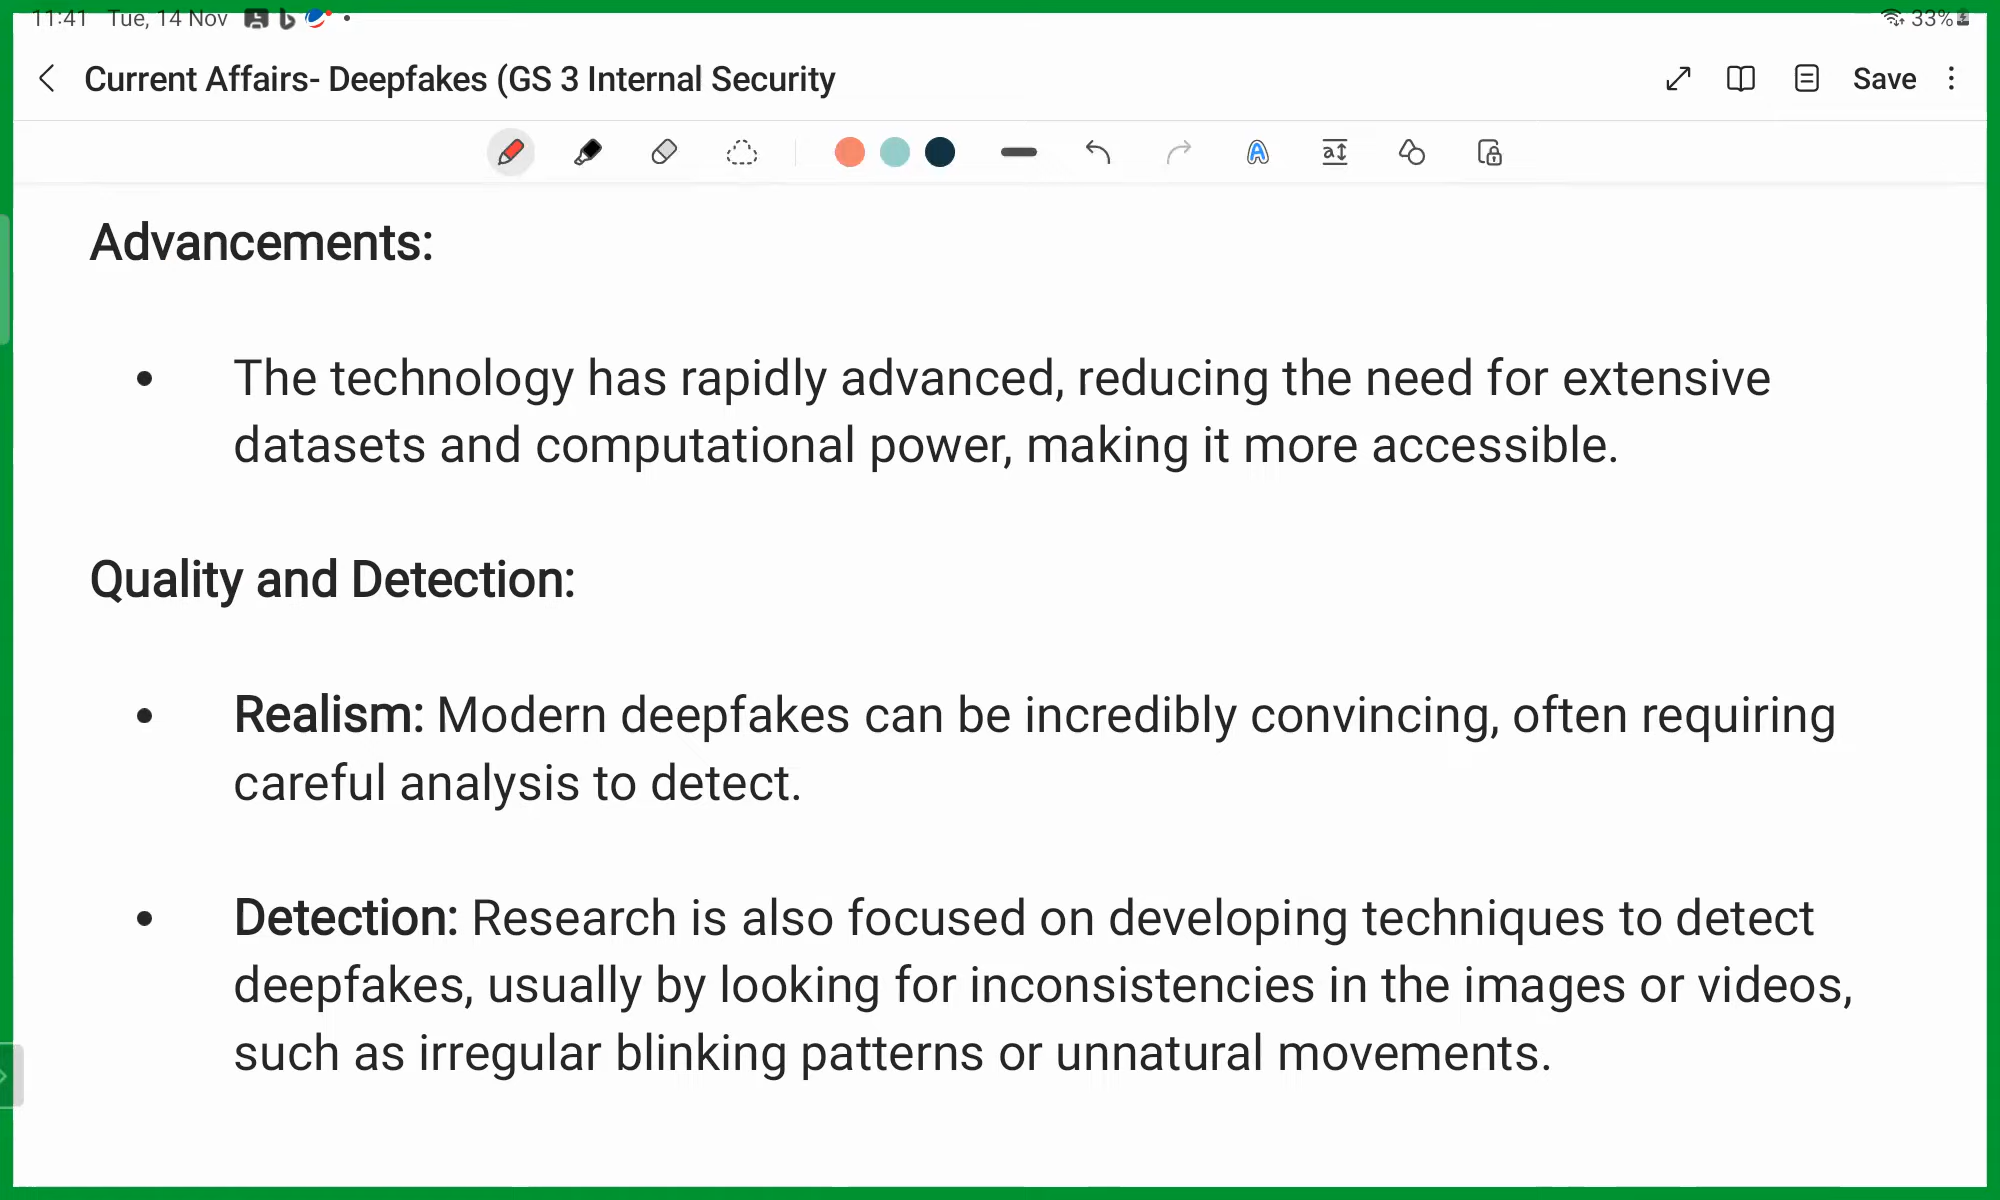 11:41 Tue, 14 Nov
33%
Current Affairs- Deepfakes (GS 3 Internal Security
Save
Advancements:
• The technology has rapidly advanced, reducing the need for extensive
datasets and computational power, making it more accessible.
Quality and Detection:
• Realism: Modern deepfakes can be incredibly convincing, often requiring
careful analysis to detect.
• Detection: Research is also focused on developing techniques to detect
deepfakes, usually by looking for inconsistencies in the images or videos,
such as irregular blinking patterns or unnatural movements.